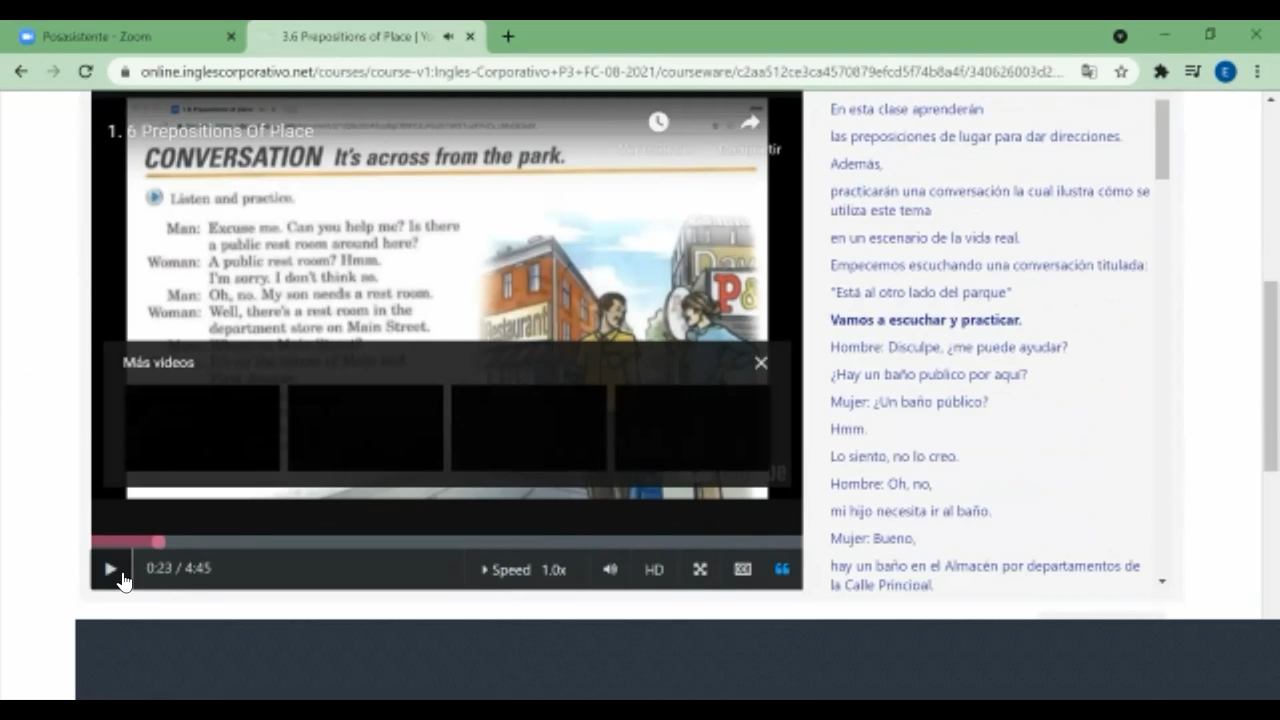 Posasistente - Zoom
3.6 Prepositions of Place | Yo
online.inglescorporativo.net/courses/course-v1:Ingles-Corporativo+P3+FC-08-2021/courseware/c2aa512ce3ca4570879efcd5f74b8a4f/340626003d2...
E
1. 6 Prepositions Of Place
CONVERSATION It's across from the park.
Listen and practice.
Man: Excuse me. Can you help me? Is there
a public rest room around here?
Woman: A public rest room? Hmm.
I'm sorry. I don't think so.
Man: Oh, no. My son needs a rest room.
Woman: Well, there's a rest room in the
department store on Main Street.
Restaurant
Más videos
0:23 / 4:45
Speed 1.0x
HD
En esta clase aprenderán
las preposiciones de lugar para dar direcciones.
Además,
practicarán una conversación la cual ilustra cómo se
utiliza este tema
en un escenario de la vida real.
Empecemos escuchando una conversación titulada:
"Está al otro lado del parque"
Vamos a escuchar y practicar.
Hombre: Disculpe, ¿me puede ayudar?
¿Hay un baño publico por aquí?
Mujer: ¿Un baño público?
Hmm.
Lo siento, no lo creo.
Hombre: Oh, no,
mi hijo necesita ir al baño.
Mujer: Bueno,
hay un baño en el Almacén por departamentos de
la Calle Principal.